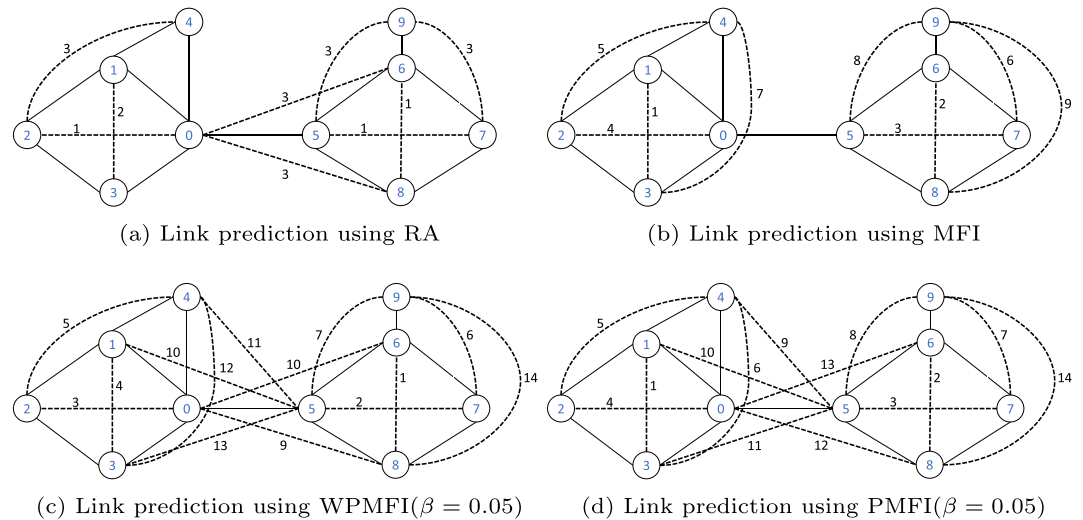 4 9
3 3 3
1 6
3
2 1
1 1
2 0 5 7
3
3 8
(a) Link prediction using RA
4 9
5 8 6
1 6
7 9
1 2
4 3
2 0 5 7
3 8
(b) Link prediction using MFI
4 9
5 11 7 6
1 6
10 12 10
4 1 14
3 2
2 0 5 7
13 9
3 8
(c) Link prediction using WPMFI(β = 0.05)
4 9
5 9 8 7
1 6
10 6 13
1 2 14
4 3
2 0 5 7
11 12
3 8
(d) Link prediction using PMFI(β = 0.05)